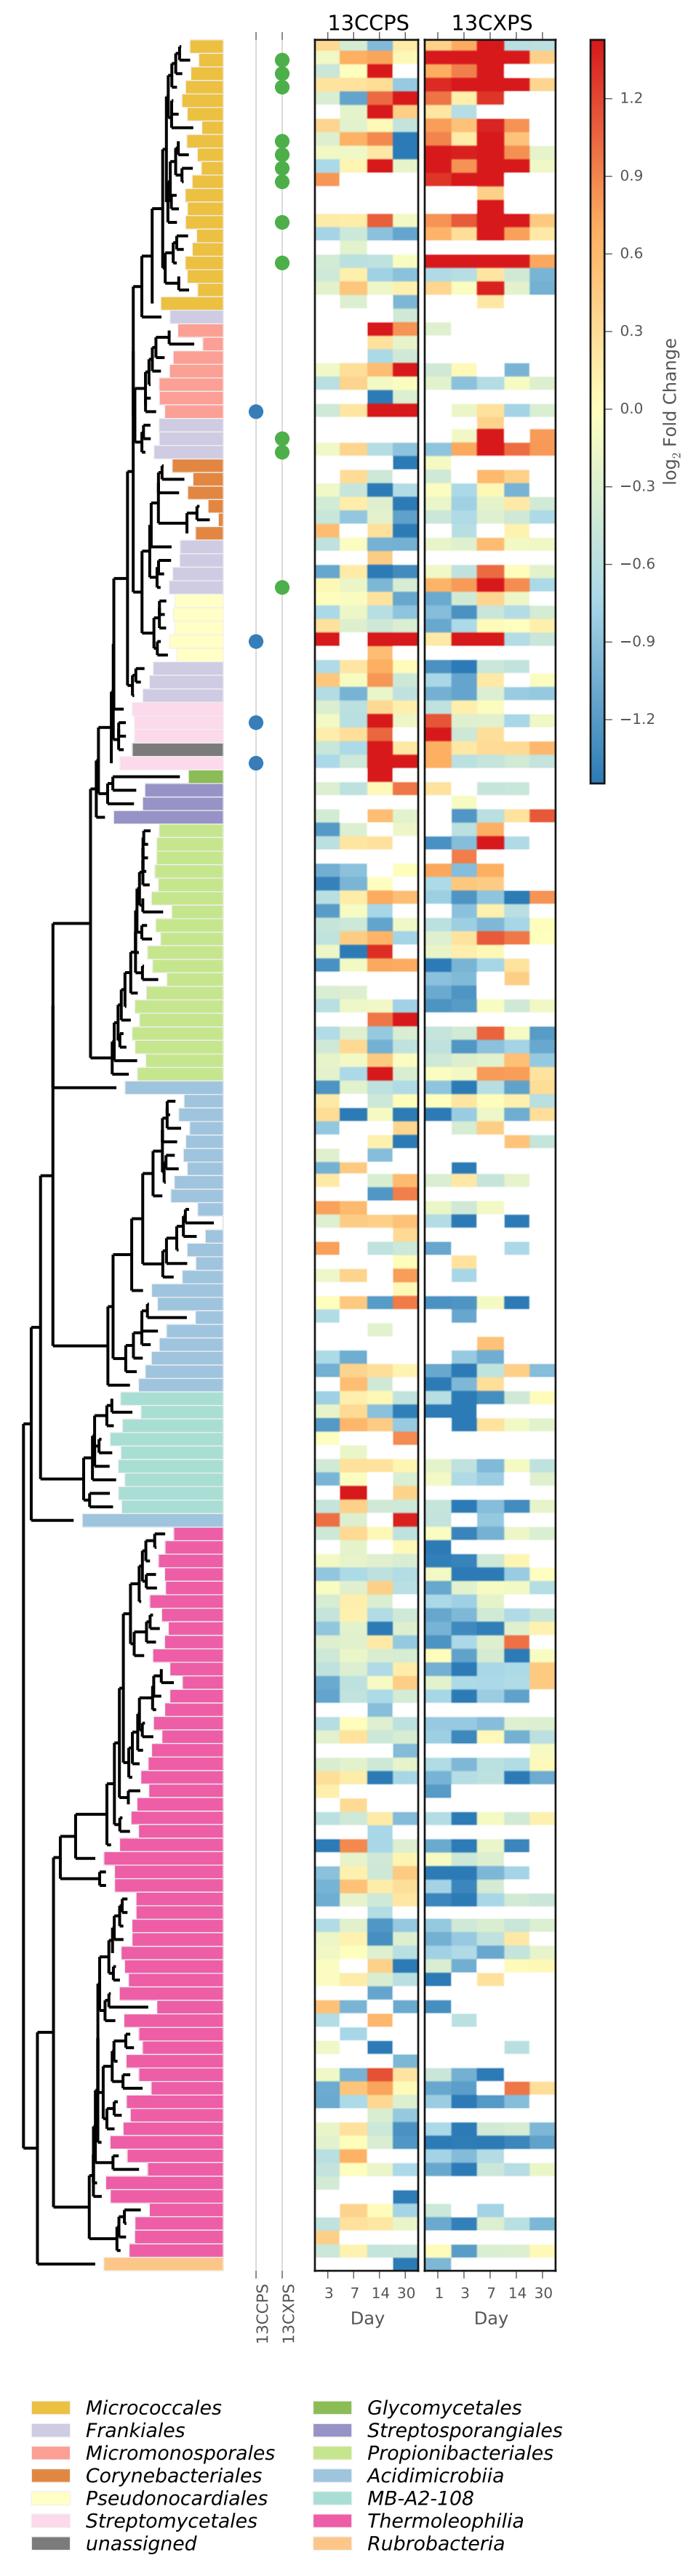 13CCPS 13CXPS
1.2
0.9
0.6
0.3
0.0
−0.3
−0.6
−0.9
−1.2
log₂ Fold Change
13CCPS
13CXPS
3 7 14 30 1 3 7 14 30
Day Day
Micrococcales
Frankiales
Micromonosporales
Corynebacteriales
Pseudonocardiales
Streptomycetales
unassigned
Glycomycetales
Streptosporangiales
Propionibacteriales
Acidimicrobiia
MB-A2-108
Thermoleophilia
Rubrobacteria